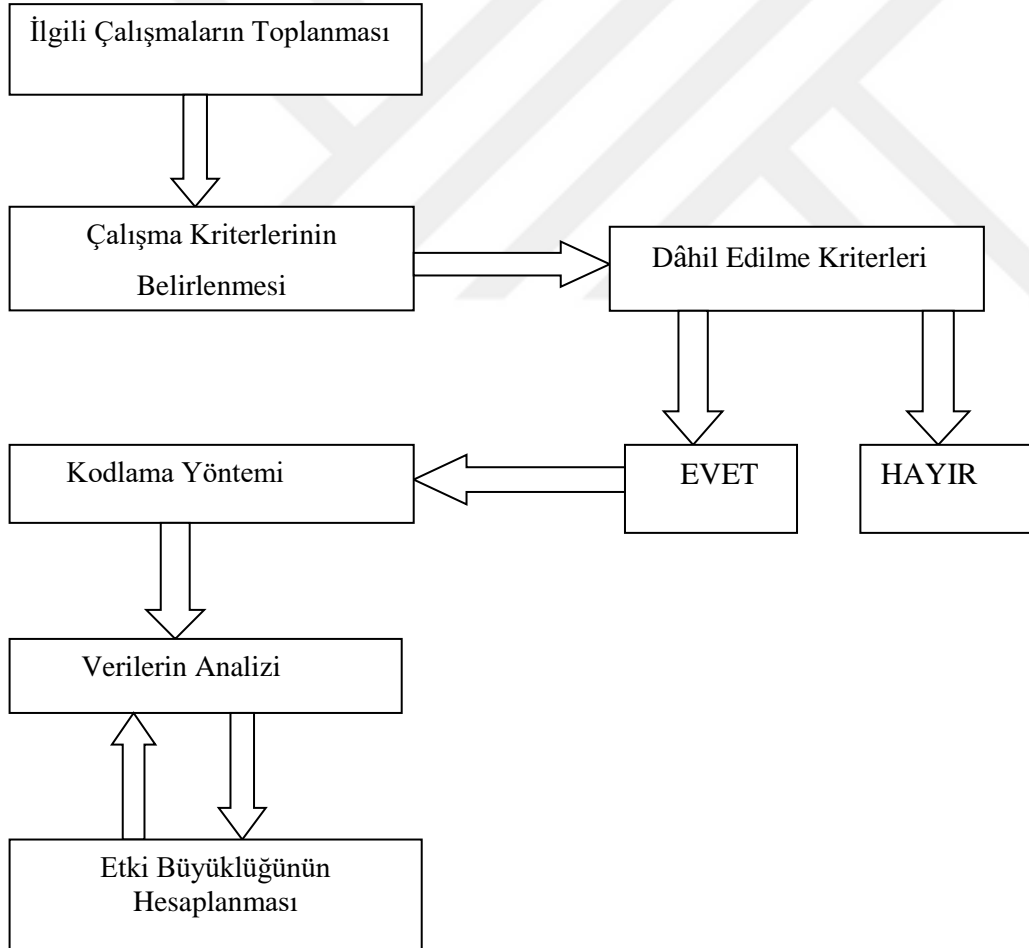 İlgili Çalışmaların Toplanması
Çalışma Kriterlerinin
Belirlenmesi
Dâhil Edilme Kriterleri
EVET
HAYIR
Kodlama Yöntemi
Verilerin Analizi
Etki Büyüklüğünün
Hesaplanması